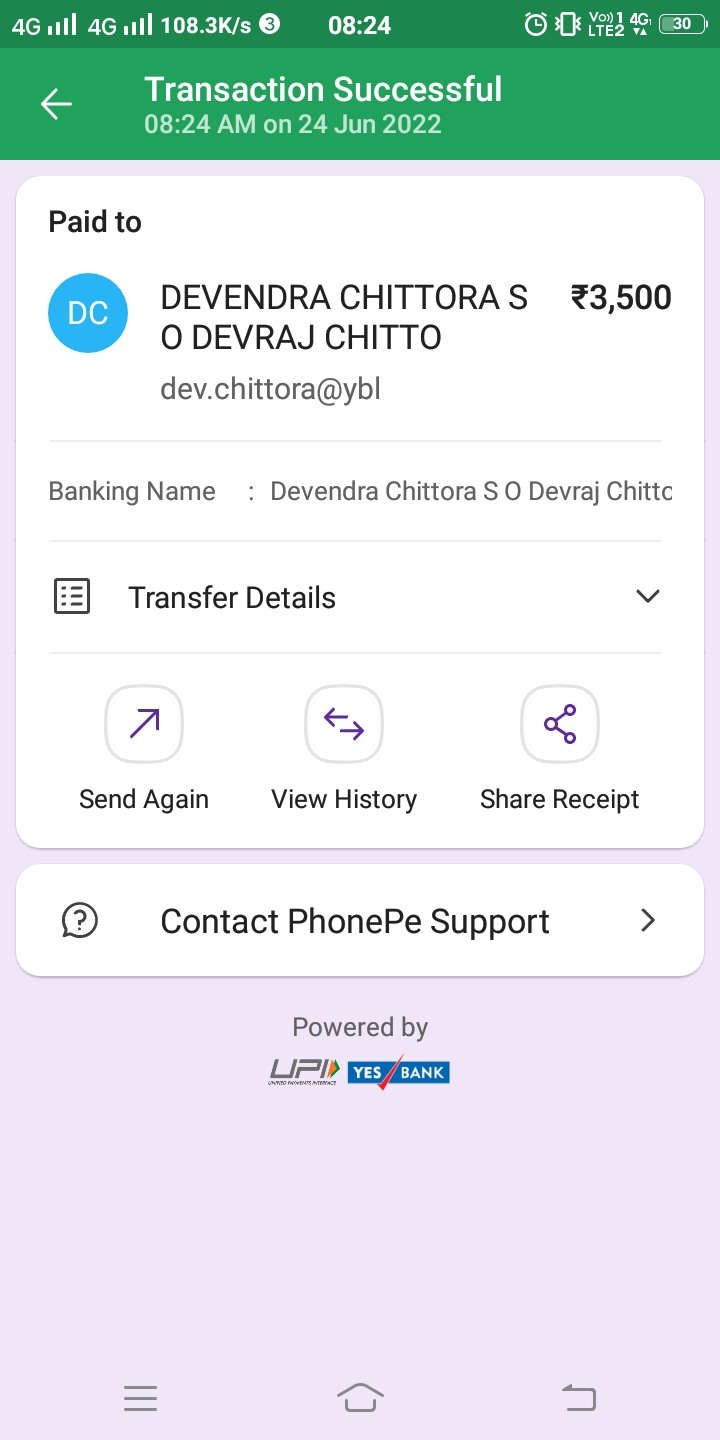 4G 4G 108.3K/s 3 08:24 Vo)) 1 4G LTE2 30
Transaction Successful
08:24 AM on 24 Jun 2022
Paid to
DC
DEVENDRA CHITTORA S ₹3,500
O DEVRAJ CHITTO
dev.chittora@ybl
Banking Name : Devendra Chittora S O Devraj Chitto
Transfer Details
Send Again View History Share Receipt
Contact PhonePe Support
Powered by
UPI YES BANK
UNIFIED PAYMENTS INTERFACE